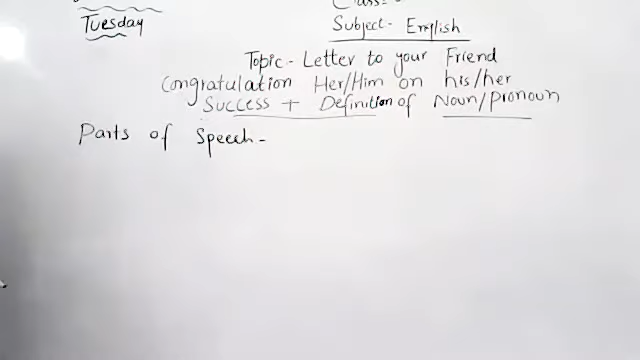 Tuesday
Subject- English
Topic- Letter to your Friend
Congratulation Her/Him on his/her
Success + Definition of Noun/pronoun
Parts of Speech-